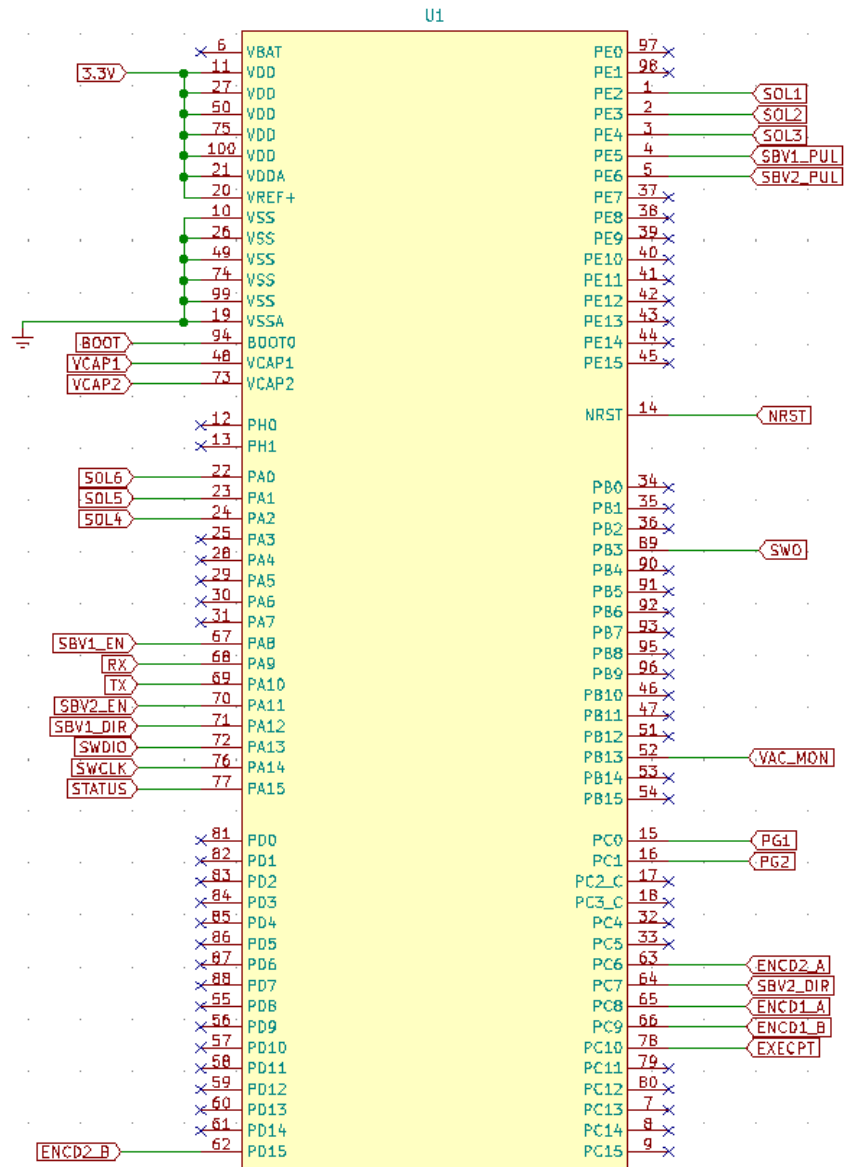 U1
6 VBAT
3.3V 11 VDD
27 VDD
50 VDD
75 VDD
100 VDD
21 VDDA
20 VREF+
10 VSS
26 VSS
49 VSS
74 VSS
99 VSS
19 VSSA
BOOT 94 BOOT0
VCAP1 48 VCAP1
VCAP2 73 VCAP2
12 PH0
13 PH1
SOL6 22 PA0
SOL5 23 PA1
SOL4 24 PA2
25 PA3
28 PA4
29 PA5
30 PA6
31 PA7
SBV1_EN 67 PA8
RX 68 PA9
TX 69 PA10
SBV2_EN 70 PA11
SBV1_DIR 71 PA12
SWDIO 72 PA13
SWCLK 76 PA14
STATUS 77 PA15
81 PD0
82 PD1
83 PD2
84 PD3
85 PD4
86 PD5
87 PD6
88 PD7
55 PD8
56 PD9
57 PD10
58 PD11
59 PD12
60 PD13
61 PD14
ENCD2_B 62 PD15
PE0 97
PE1 98
PE2 1 SOL1
PE3 2 SOL2
PE4 3 SOL3
PE5 4 SBV1_PUL
PE6 5 SBV2_PUL
PE7 37
PE8 38
PE9 39
PE10 40
PE11 41
PE12 42
PE13 43
PE14 44
PE15 45
NRST 14 NRST
PB0 34
PB1 35
PB2 36
PB3 89 SWO
PB4 90
PB5 91
PB6 92
PB7 93
PB8 95
PB9 96
PB10 46
PB11 47
PB12 51
PB13 52 VAC_MON
PB14 53
PB15 54
PC0 15 PG1
PC1 16 PG2
PC2_C 17
PC3_C 18
PC4 32
PC5 33
PC6 63 ENCD2_A
PC7 64 SBV2_DIR
PC8 65 ENCD1_A
PC9 66 ENCD1_B
PC10 78 EXECPT
PC11 79
PC12 80
PC13 7
PC14 8
PC15 9